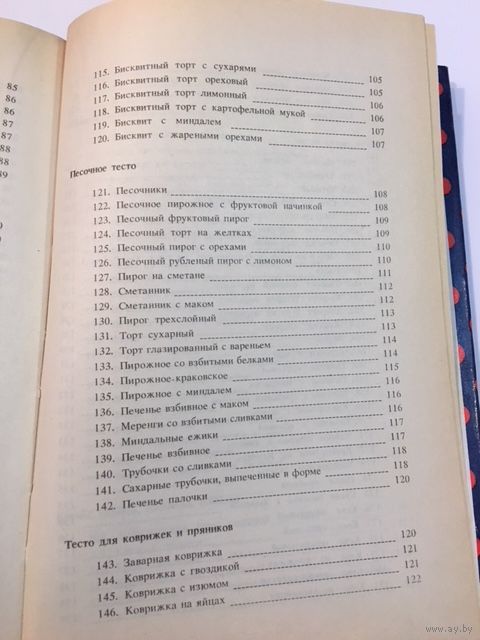 85
86
86
87
87
88
88
89
0
0
115. Бисквитный торт с сухарями 105
116. Бисквитный торт ореховый 105
117. Бисквитный торт лимонный 106
118. Бисквитный торт с картофельной мукой 106
119. Бисквит с миндалем 107
120. Бисквит с жареными орехами 107
Песочное тесто
121. Песочники 108
122. Песочное пирожное с фруктовой начинкой 108
123. Песочный фруктовый пирог 109
124. Песочный торт на желтках 109
125. Песочный пирог с орехами 110
126. Песочный рубленый пирог с лимоном 110
127. Пирог на сметане 111
128. Сметанник 112
129. Сметанник с маком 112
130. Пирог трехслойный 113
131. Торт сухарный 113
132. Торт глазированный с вареньем 114
133. Пирожное со взбитыми белками 114
134. Пирожное-краковское 115
135. Пирожное с миндалем 116
136. Печенье взбивное с маком 116
137. Меренги со взбитыми сливками 116
138. Миндальные ежики 117
139. Печенье взбивное 117
140. Трубочки со сливками 118
141. Сахарные трубочки, выпеченные в форме 118
142. Печенье палочки 120
Тесто для коврижек и пряников
143. Заварная коврижка 120
144. Коврижка с гвоздикой 121
145. Коврижка с изюмом 121
146. Коврижка на яйцах 122
www.ay.by